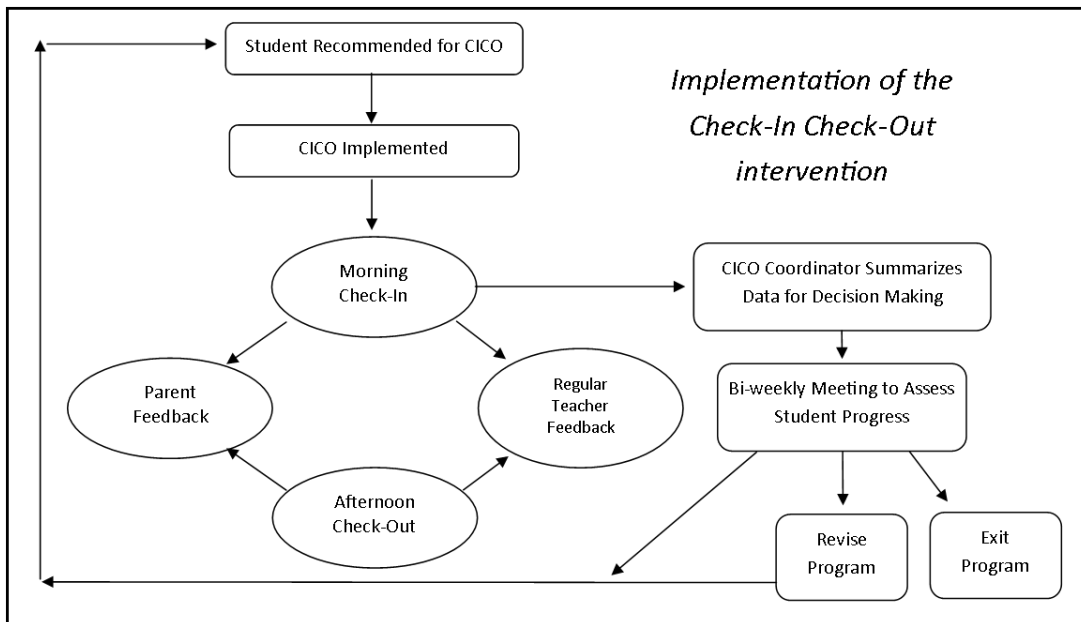 Student Recommended for CICO
Implementation of the
Check-In Check-Out
intervention
CICO Implemented
Morning
Check-In
CICO Coordinator Summarizes
Data for Decision Making
Parent
Feedback
Regular
Teacher
Feedback
Bi-weekly Meeting to Assess
Student Progress
Afternoon
Check-Out
Revise
Program
Exit
Program